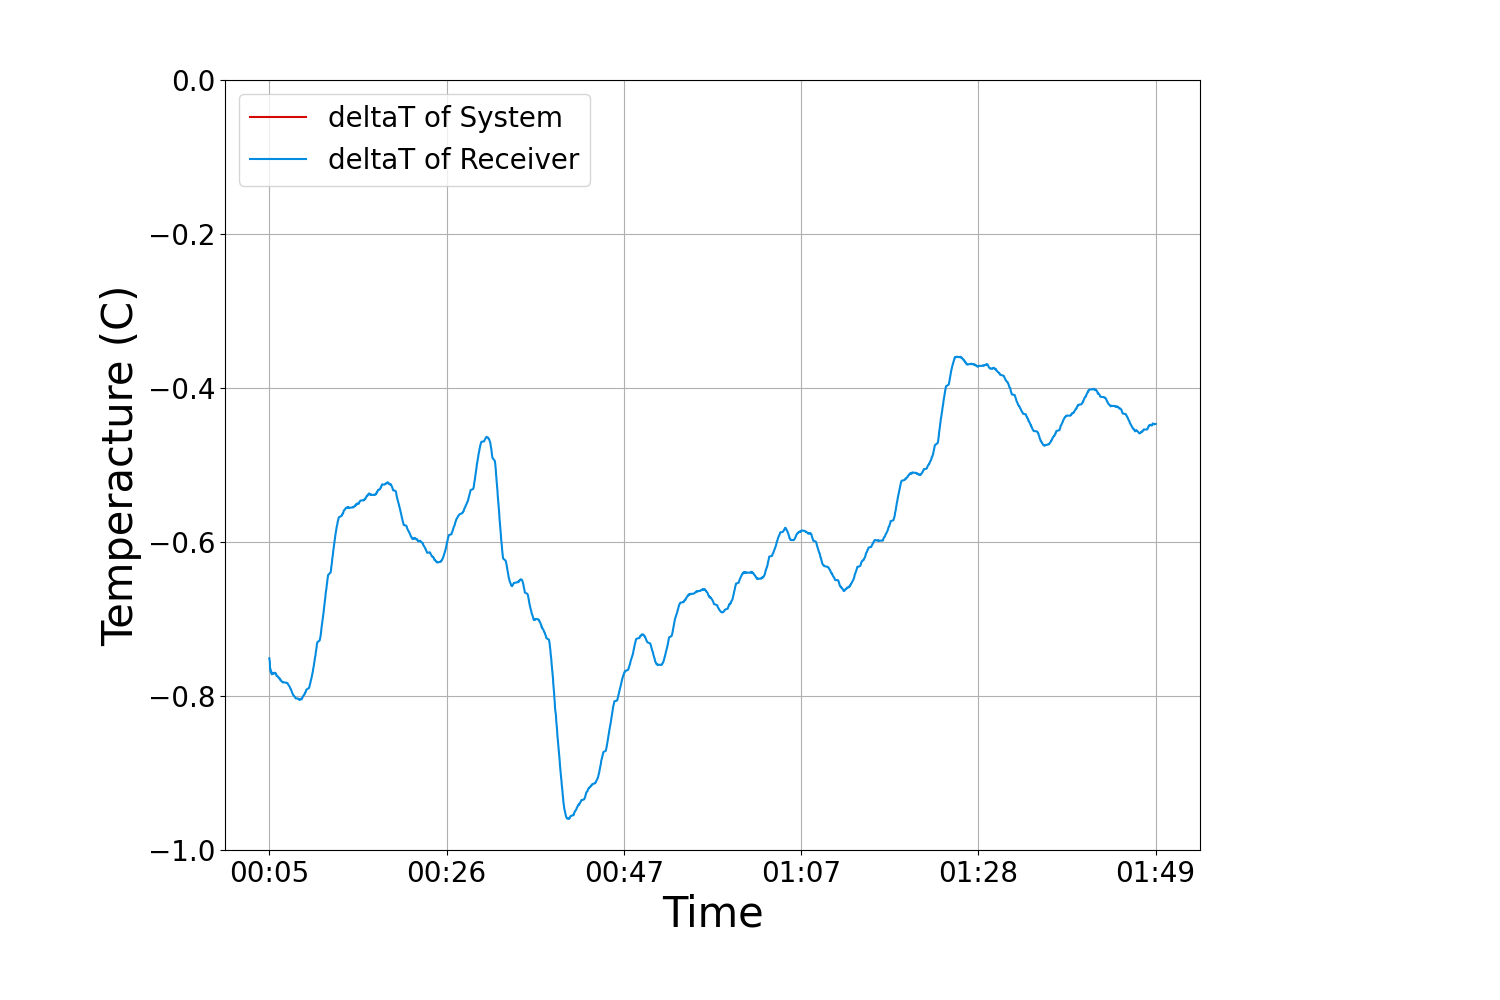 0.0
deltaT of System
deltaT of Receiver
−0.2
−0.4
−0.6
−0.8
−1.0
Temperacture (C)
00:05 00:26 00:47 01:07 01:28 01:49
Time